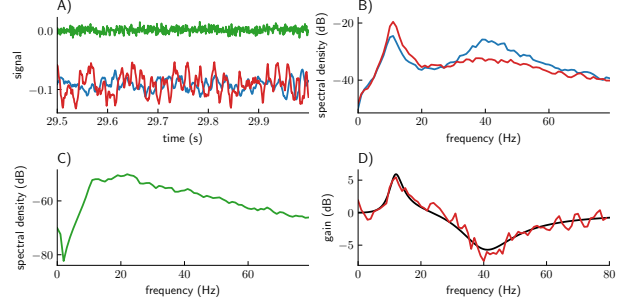 A)
signal
0.0
−0.1
29.5 29.6 29.7 29.8 29.9
time (s)
B)
spectral density (dB)
−20
−40
0 20 40 60
frequency (Hz)
C)
spectral density (dB)
−60
−80
0 20 40 60
frequency (Hz)
D)
gain (dB)
5
0
−5
0 20 40 60 80
frequency (Hz)